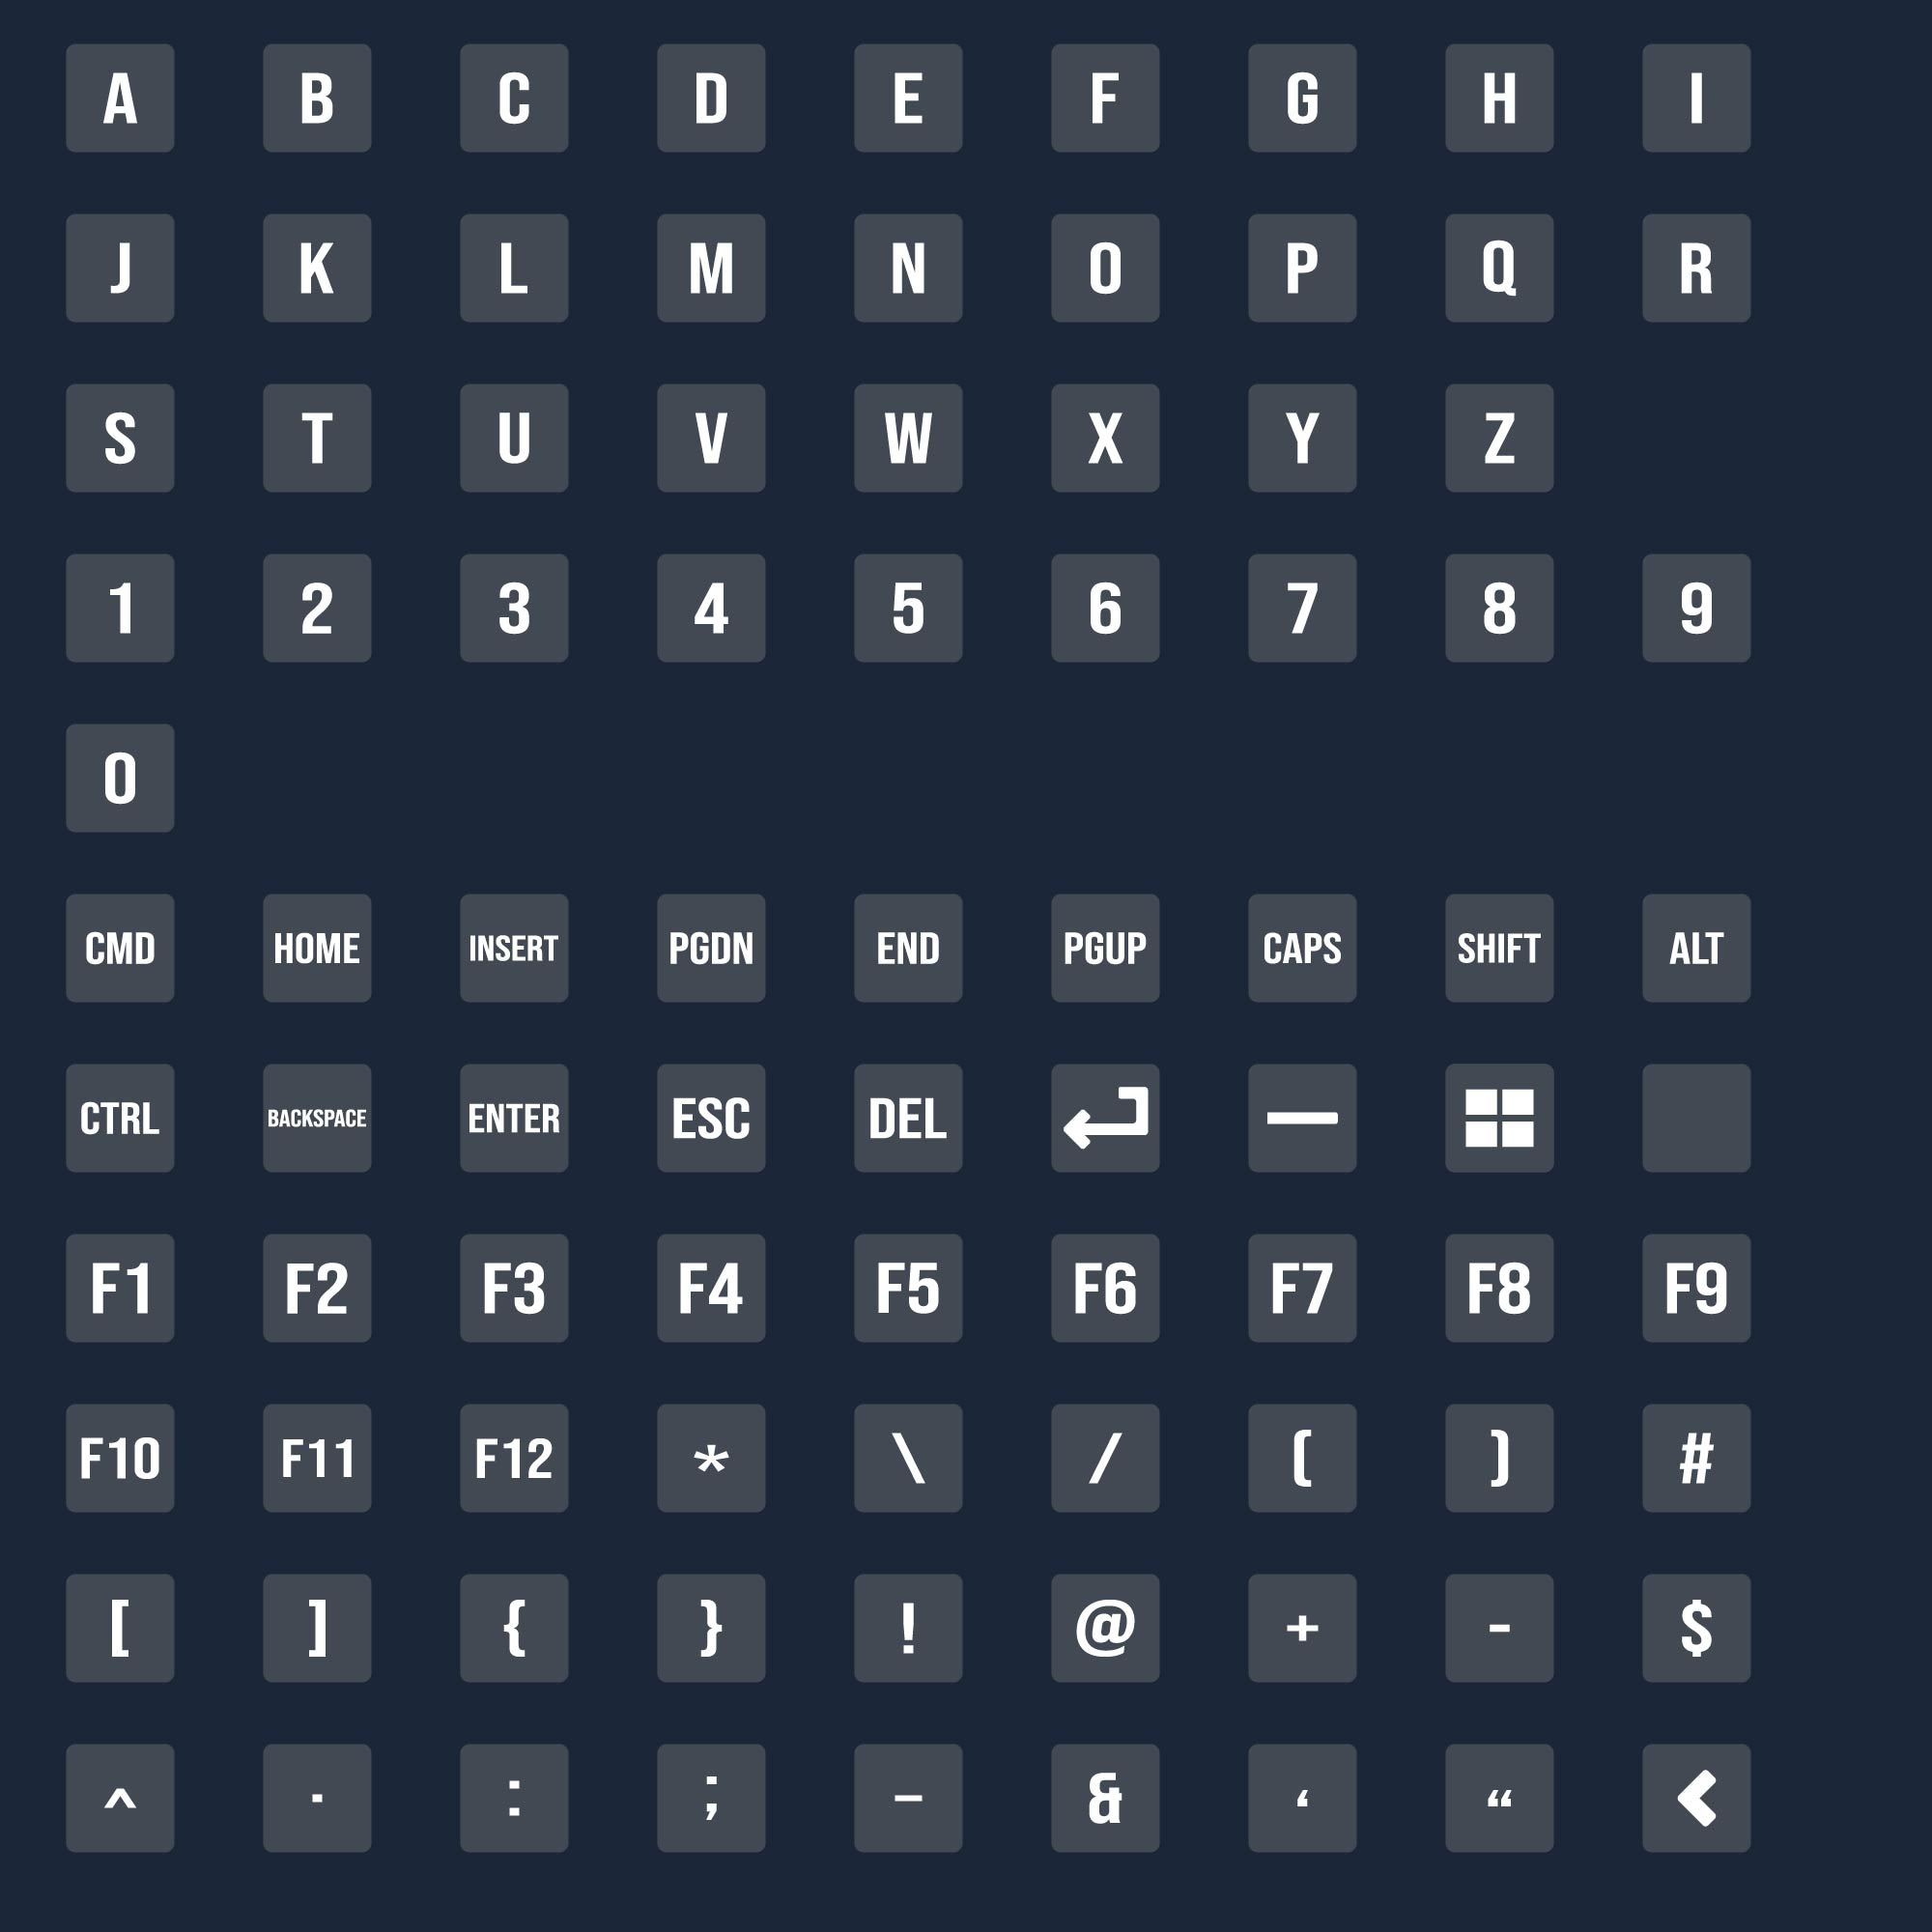 A B C D E F G H I
J K L M N O P Q R
S T U V W X Y Z
1 2 3 4 5 6 7 8 9
0
CMD HOME INSERT PGDN END PGUP CAPS SHIFT ALT
CTRL BACKSPACE ENTER ESC DEL
F1 F2 F3 F4 F5 F6 F7 F8 F9
F10 F11 F12 * \ / ( ) #
[ ] { } ! @ + - $
^ · : ; – & ‘ “ <